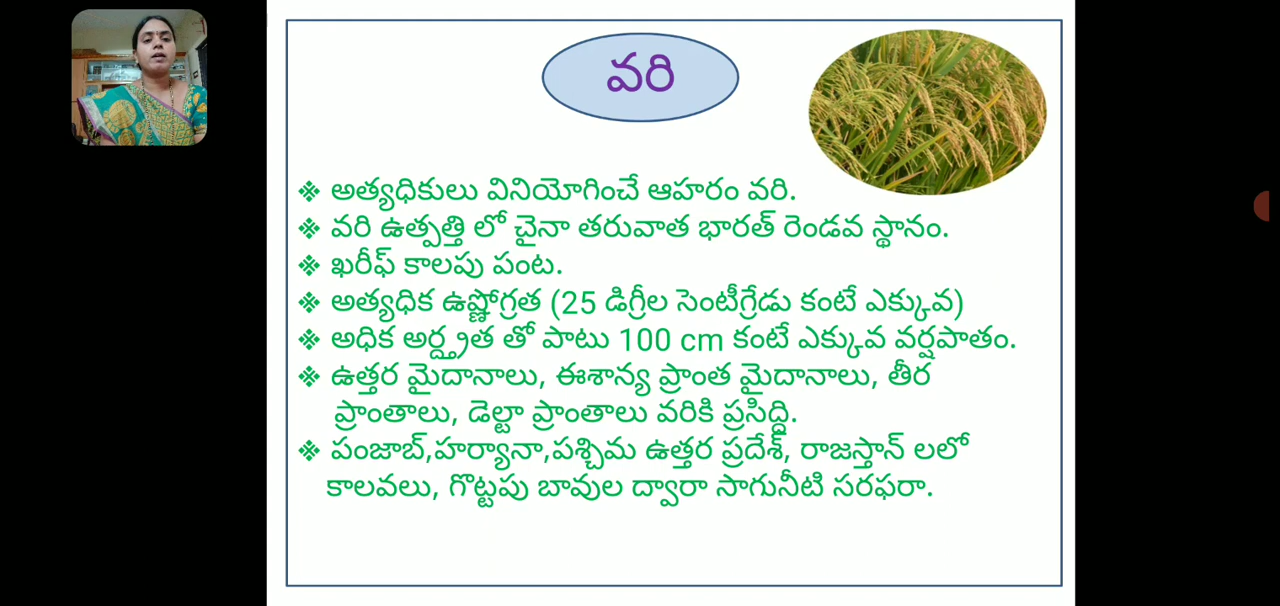 వరి
❖ అత్యధికులు వినియోగించే ఆహరం వరి.
❖ వరి ఉత్పత్తి లో చైనా తరువాత భారత్ రెండవ స్థానం.
❖ ఖరీఫ్ కాలపు పంట.
❖ అత్యధిక ఉష్ణోగ్రత (25 డిగ్రీల సెంటీగ్రేడు కంటే ఎక్కువ)
❖ అధిక అర్ద్త్రత తో పాటు 100 cm కంటే ఎక్కువ వర్షపాతం.
❖ ఉత్తర మైదానాలు, ఈశాన్య ప్రాంత మైదానాలు, తీర
ప్రాంతాలు, డెల్టా ప్రాంతాలు వరికి ప్రసిద్ది.
❖ పంజాబ్,హర్యానా,పశ్చిమ ఉత్తర ప్రదేశ్, రాజస్తాన్ లలో
కాలవలు, గొట్టపు బావుల ద్వారా సాగునీటి సరఫరా.